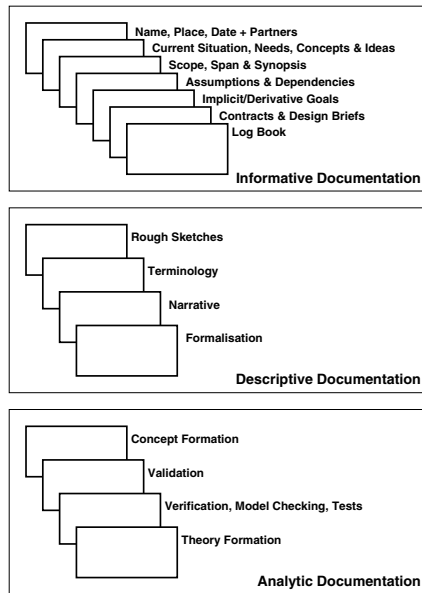 Name, Place, Date + Partners
Current Situation, Needs, Concepts & Ideas
Scope, Span & Synopsis
Assumptions & Dependencies
Implicit/Derivative Goals
Contracts & Design Briefs
Log Book
Informative Documentation
Rough Sketches
Terminology
Narrative
Formalisation
Descriptive Documentation
Concept Formation
Validation
Verification, Model Checking, Tests
Theory Formation
Analytic Documentation